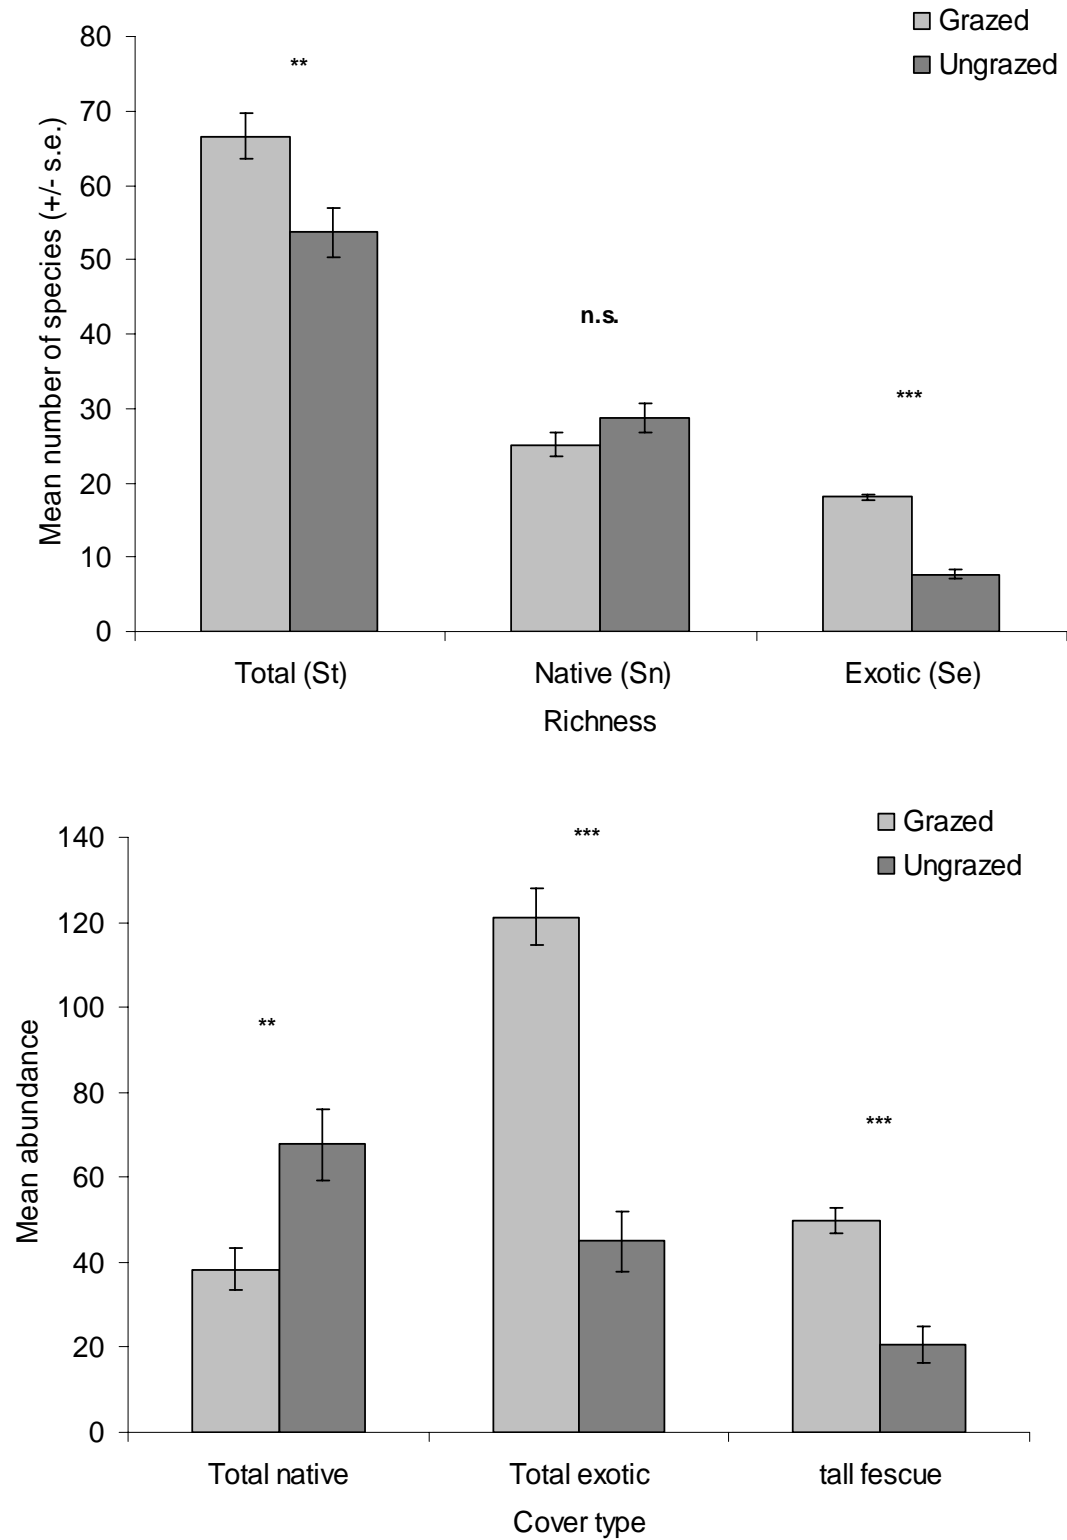 Grazed
Ungrazed
80
70
60
50
40
30
20
10
0
Mean number of species (+/- s.e.)
**
n.s.
***
Total (St)
Native (Sn)
Exotic (Se)
Richness
Grazed
Ungrazed
140
120
100
80
60
40
20
0
Mean abundance
**
***
***
Total native
Total exotic
tall fescue
Cover type